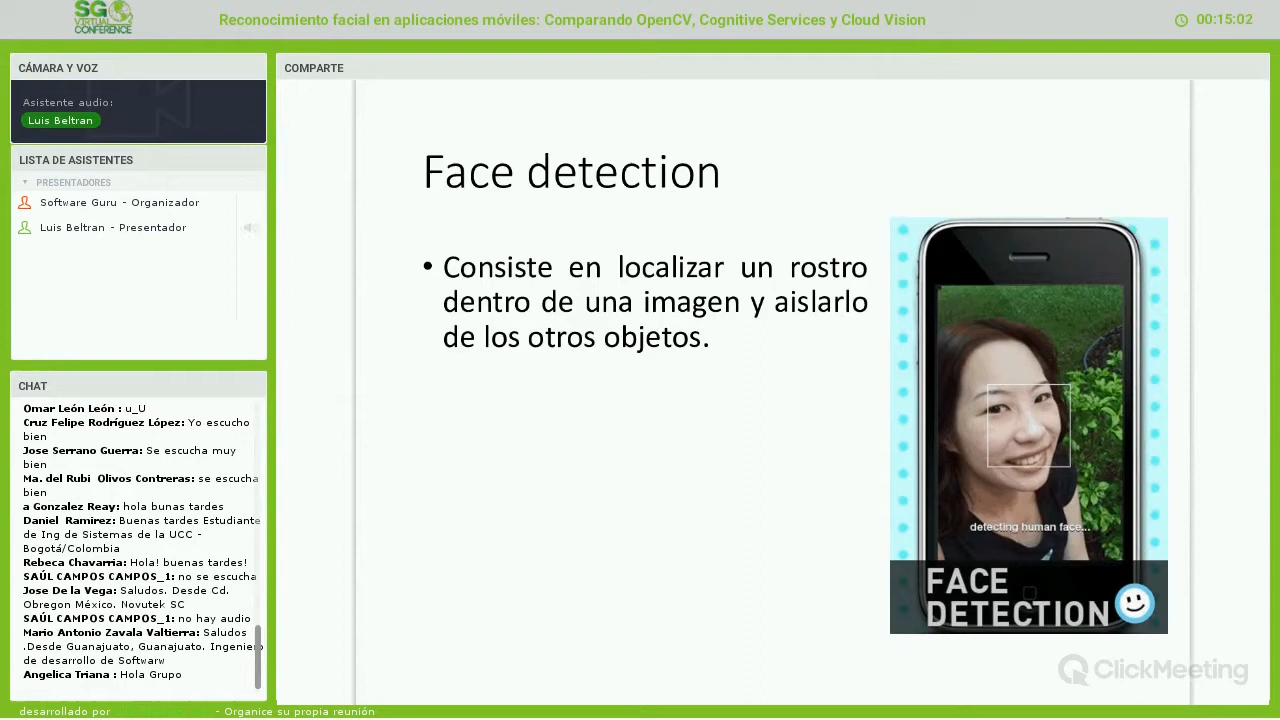 SG
VIRTUAL
CONFERENCE
Reconocimiento facial en aplicaciones móviles: Comparando OpenCV, Cognitive Services y Cloud Vision
00:15:02
CÁMARA Y VOZ
Asistente audio:
Luis Beltran
LISTA DE ASISTENTES
PRESENTADORES
Software Guru - Organizador
Luis Beltran - Presentador
CHAT
Omar León León : u_U
Cruz Felipe Rodríguez López: Yo escucho
bien
Jose Serrano Guerra: Se escucha muy
bien
Ma. del Rubi Olivos Contreras: se escucha
bien
a Gonzalez Reay: hola bunas tardes
Daniel Ramirez: Buenas tardes Estudiante
de Ing de Sistemas de la UCC -
Bogotá/Colombia
Rebeca Chavarria: Hola! buenas tardes!
SAÚL CAMPOS CAMPOS_1: no se escucha
Jose De la Vega: Saludos. Desde Cd.
Obregon México. Novutek SC
SAÚL CAMPOS CAMPOS_1: no hay audio
Mario Antonio Zavala Valtierra: Saludos
.Desde Guanajuato, Guanajuato. Ingeniero
de desarrollo de Softwarw
Angelica Triana : Hola Grupo
desarrollado por - Organice su propia reunión
COMPARTE
Face detection
• Consiste en localizar un rostro
dentro de una imagen y aislarlo
de los otros objetos.
detecting human face...
FACE
DETECTION
ClickMeeting